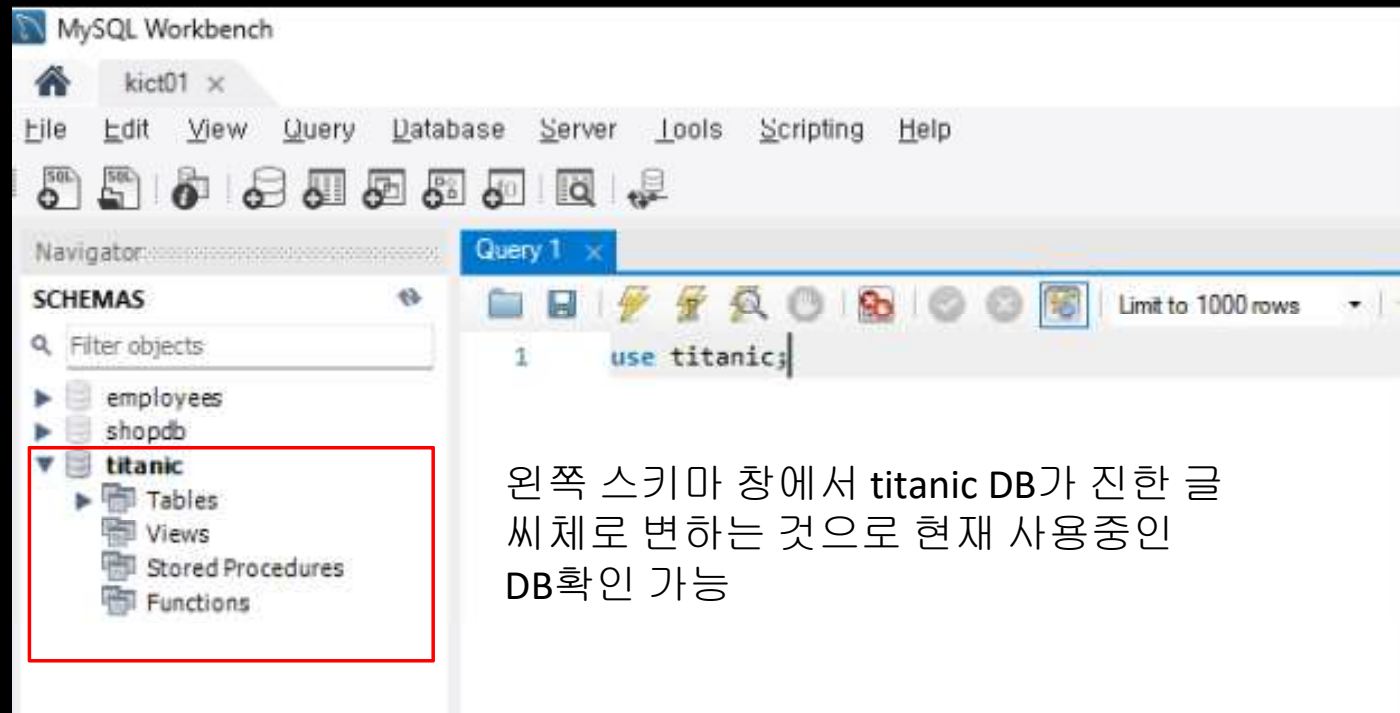 MySQL Workbench
kict01
File Edit View Query Database Server Tools Scripting Help
Navigator
SCHEMAS
Filter objects
employees
shopdb
titanic
Tables
Views
Stored Procedures
Functions
Query 1
Limit to 1000 rows
1 use titanic;
왼쪽 스키마 창에서 titanic DB가 진한 글
씨체로 변하는 것으로 현재 사용중인
DB확인 가능